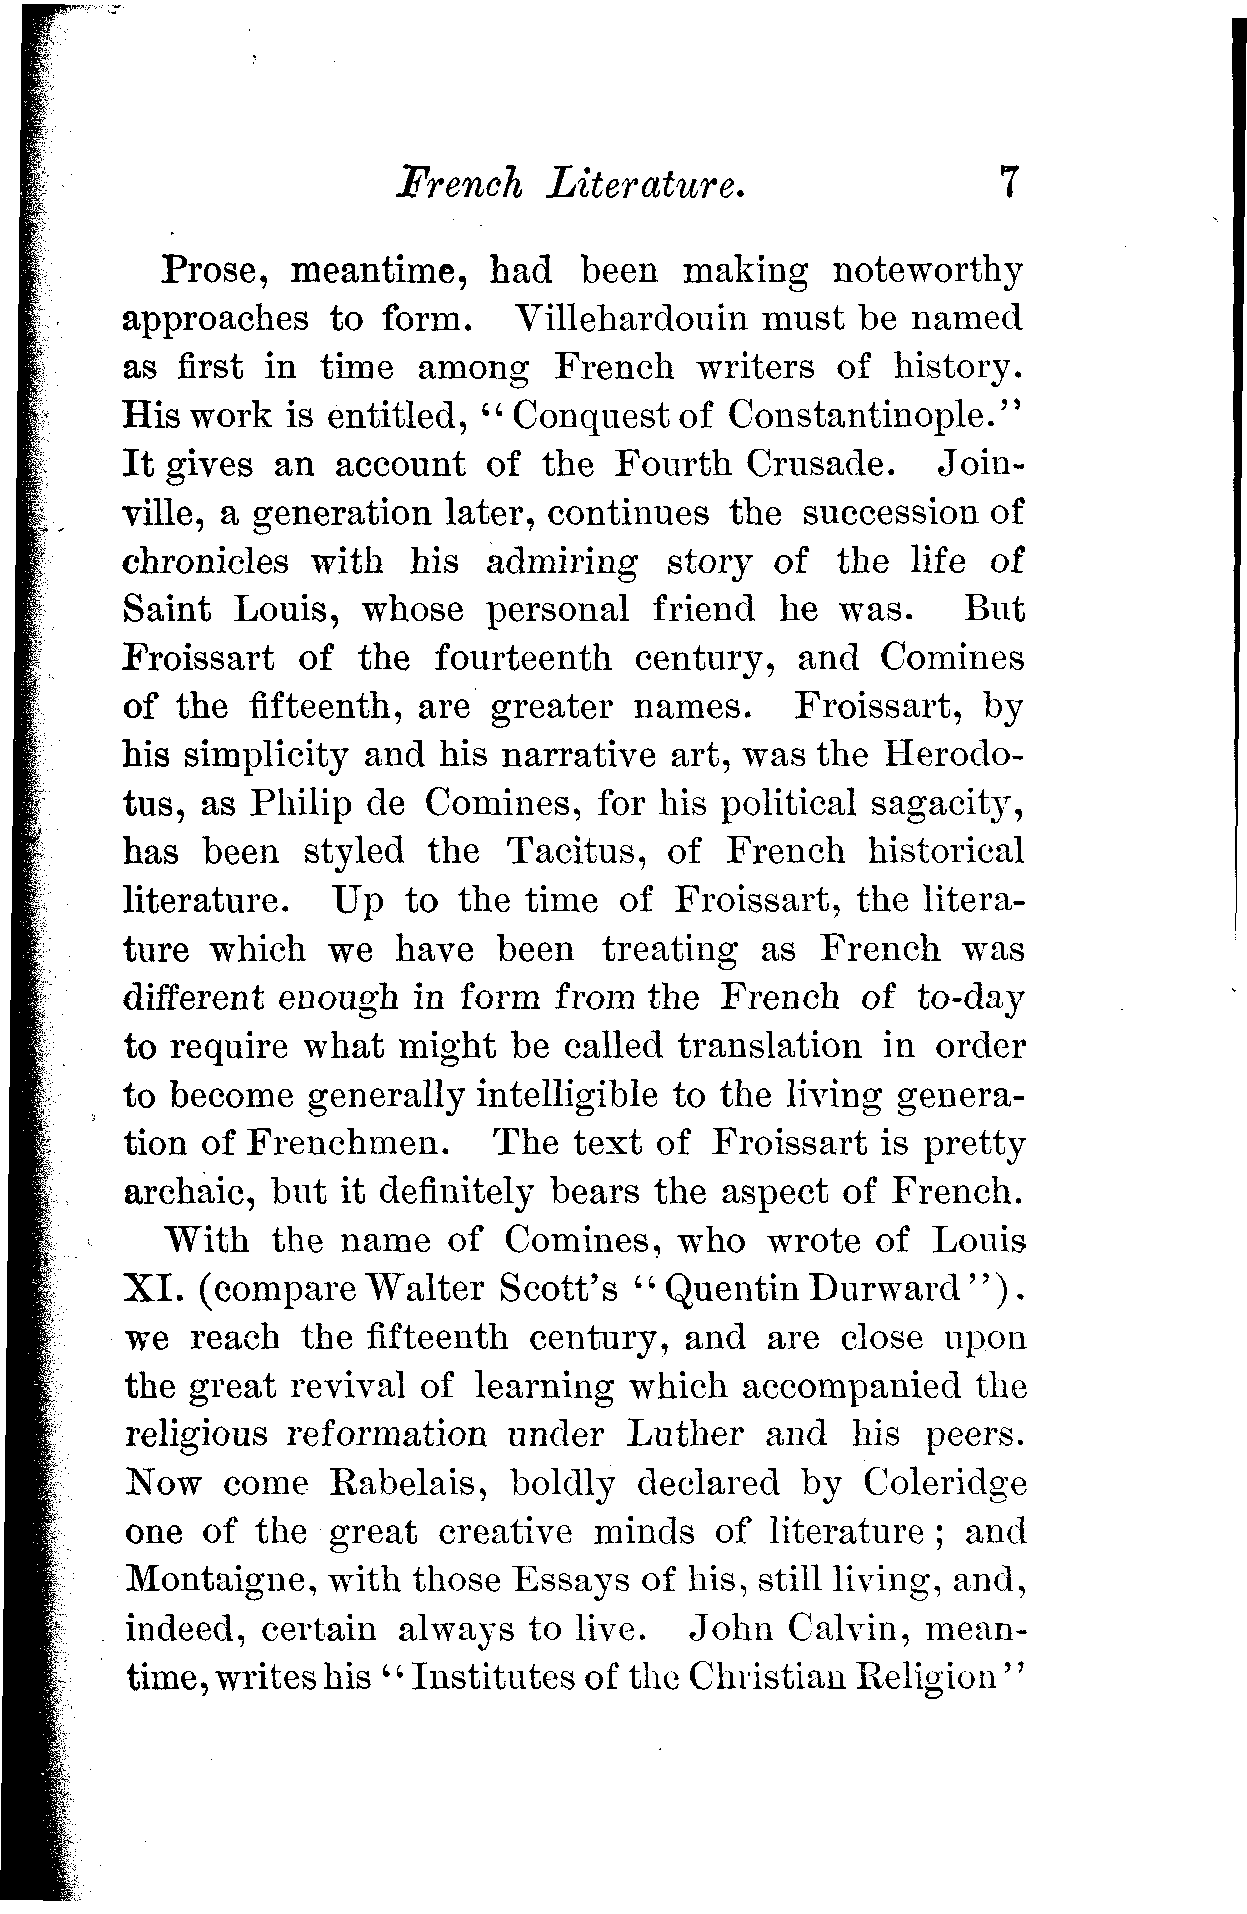 French Literature. 7
Prose, meantime, had been making noteworthy
approaches to form. Villehardouin must be named
as first in time among French writers of history.
His work is entitled, "Conquest of Constantinople."
It gives an account of the Fourth Crusade. Join-
ville, a generation later, continues the succession of
chronicles with his admiring story of the life of
Saint Louis, whose personal friend he was. But
Froissart of the fourteenth century, and Comines
of the fifteenth, are greater names. Froissart, by
his simplicity and his narrative art, was the Herodo-
tus, as Philip de Comines, for his political sagacity,
has been styled the Tacitus, of French historical
literature. Up to the time of Froissart, the litera-
ture which we have been treating as French was
different enough in form from the French of to-day
to require what might be called translation in order
to become generally intelligible to the living genera-
tion of Frenchmen. The text of Froissart is pretty
archaic, but it definitely bears the aspect of French.
With the name of Comines, who wrote of Louis
XI. (compare Walter Scott's "Quentin Durward").
we reach the fifteenth century, and are close upon
the great revival of learning which accompanied the
religious reformation under Luther and his peers.
Now come Rabelais, boldly declared by Coleridge
one of the great creative minds of literature; and
Montaigne, with those Essays of his, still living, and,
indeed, certain always to live. John Calvin, mean-
time, writes his "Institutes of the Christian Religion"